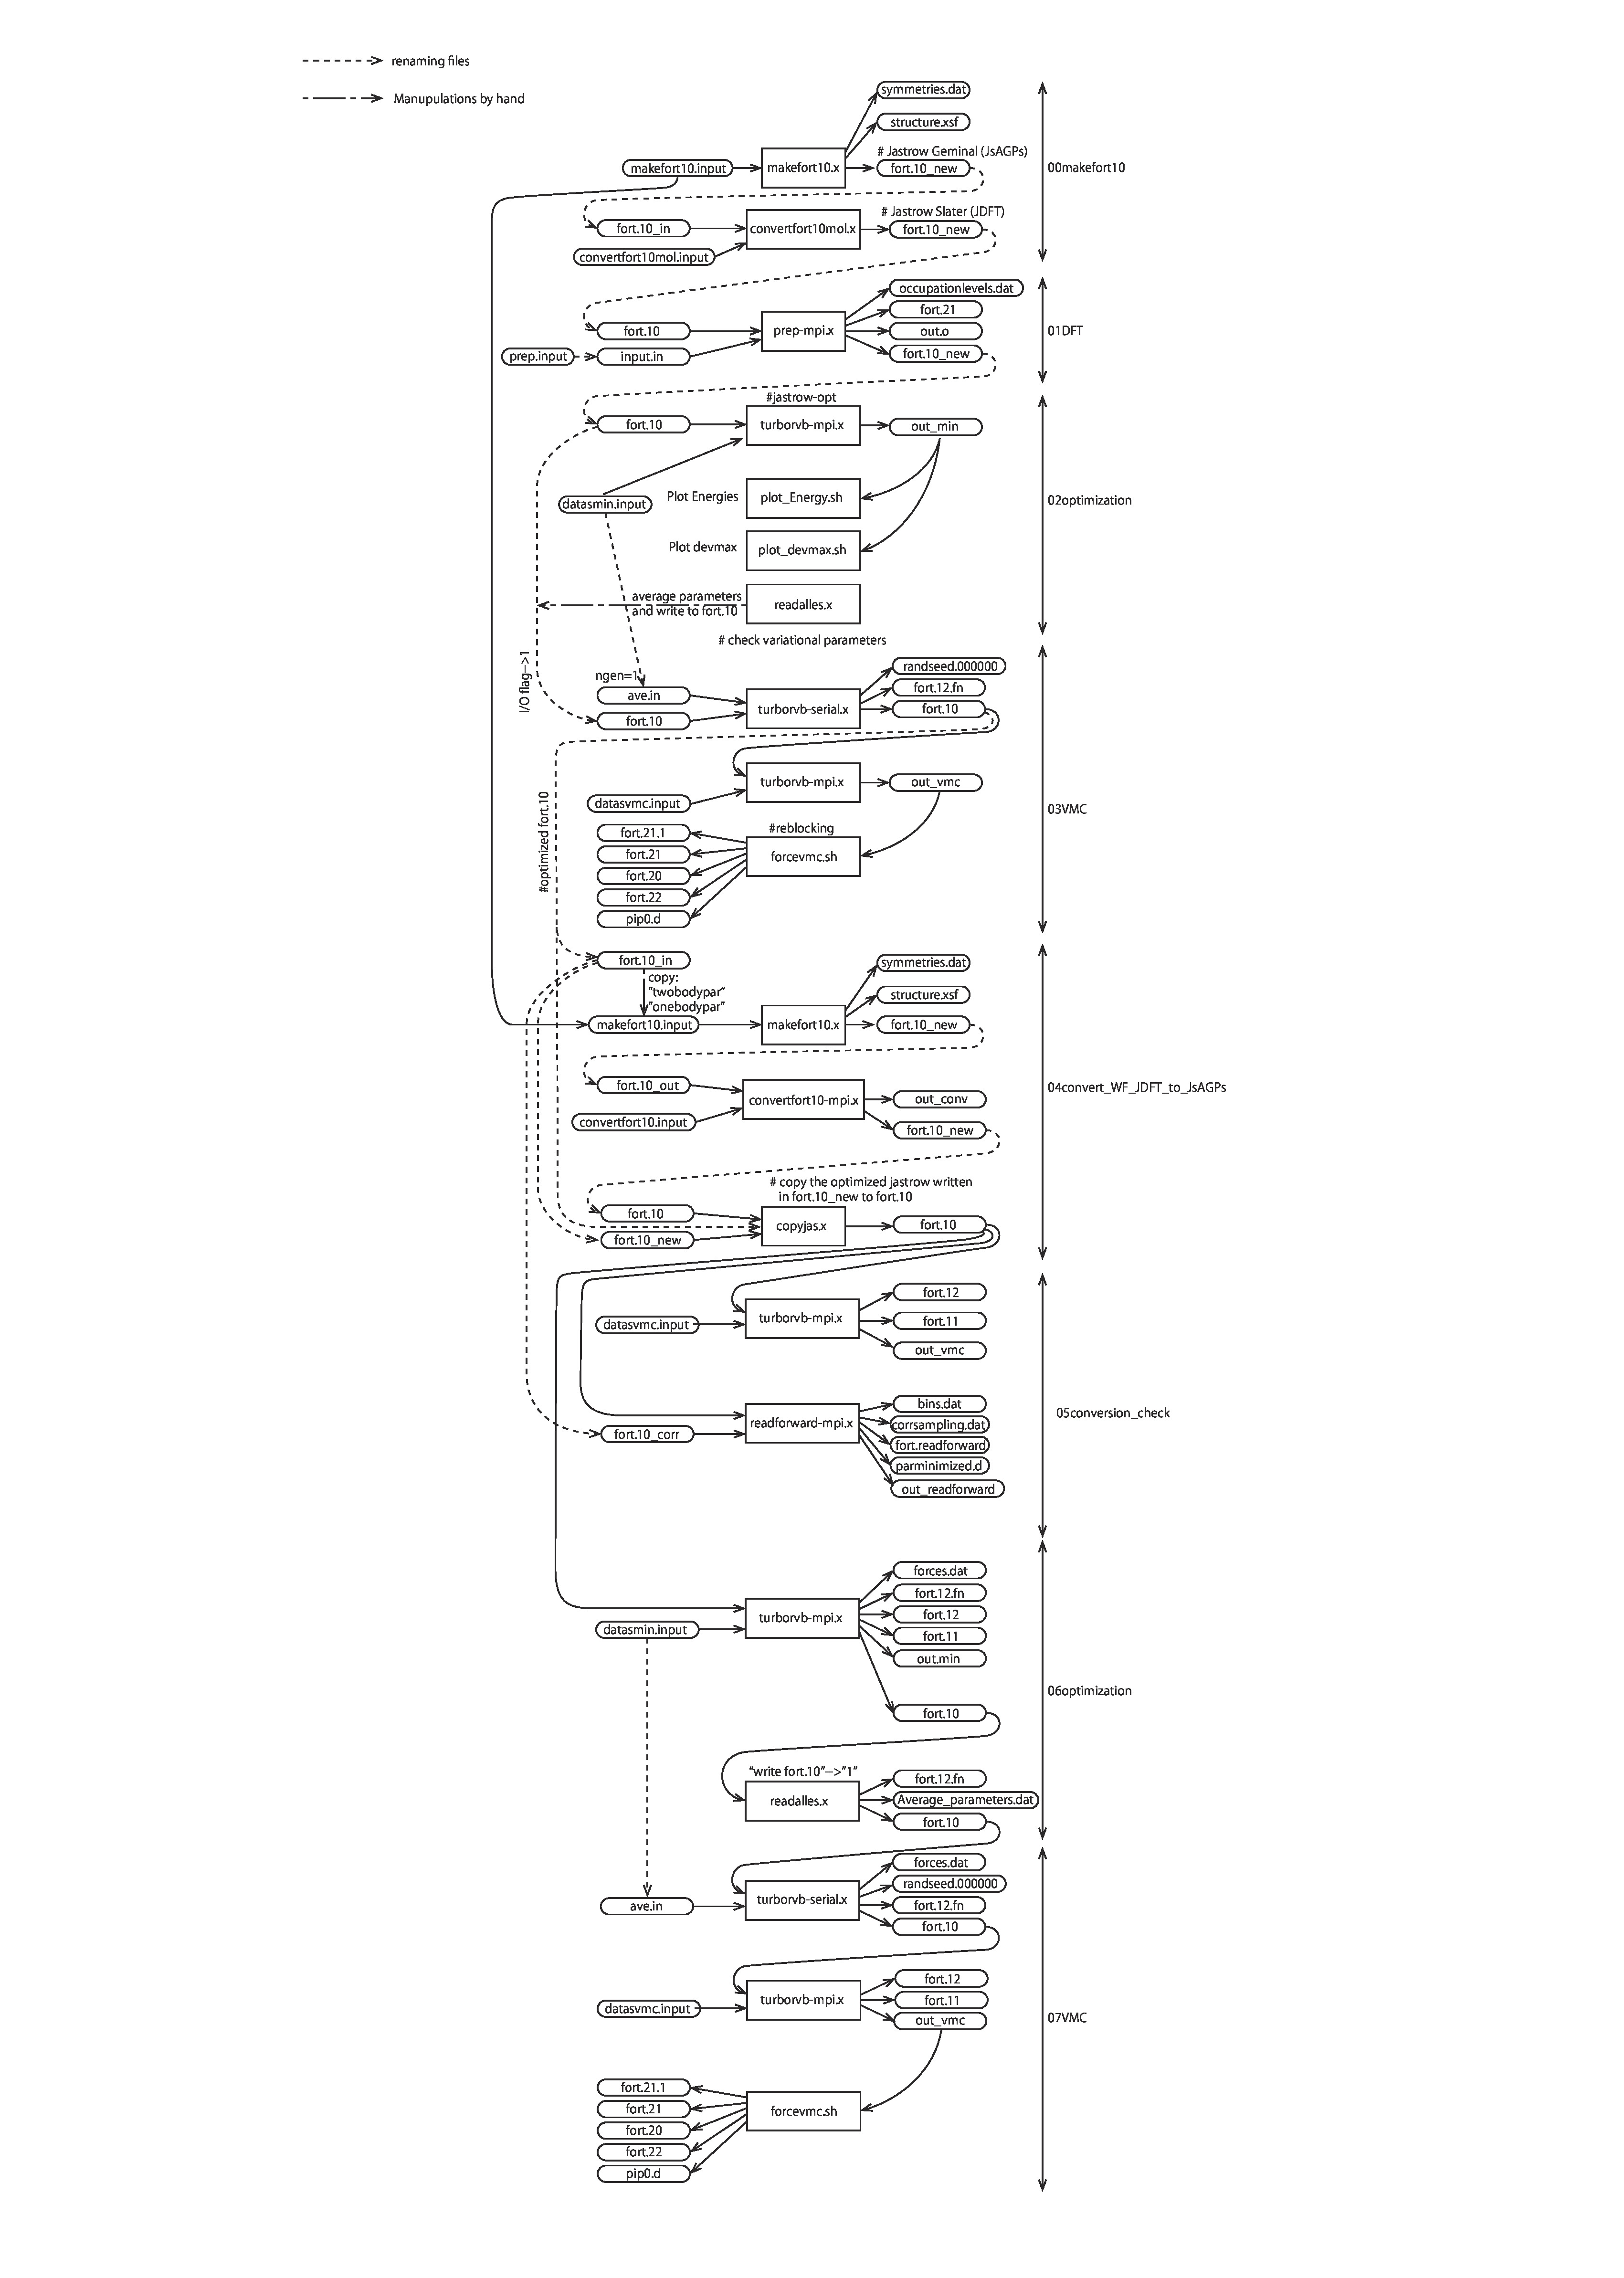 renaming files
Manupulations by hand
symmetries.dat
structure.xsf
# Jastrow Geminal (JsAGPs)
makefort10.input
makefort10.x
fort.10_new
00makefort10
# Jastrow Slater (JDFT)
fort.10_in
convertfort10mol.x
fort.10_new
convertfort10mol.input
occupationlevels.dat
fort.21
fort.10
prep-mpi.x
out.o
01DFT
prep.input
input.in
fort.10_new
#jastrow-opt
fort.10
turborvb-mpi.x
out_min
datasmin.input
Plot Energies
plot_Energy.sh
02optimization
Plot devmax
plot_devmax.sh
average parameters
and write to fort.10
readalles.x
# check variational parameters
I/O flag-->1
ngen=1
randseed.000000
ave.in
fort.12.fn
turborvb-serial.x
fort.10
fort.10
turborvb-mpi.x
out_vmc
datasvmc.input
03VMC
#optimized fort.10
#reblocking
fort.21.1
fort.21
forcevmc.sh
fort.20
fort.22
pip0.d
fort.10_in
symmetries.dat
copy:
"twobodypar"
"onebodypar"
structure.xsf
makefort10.input
makefort10.x
fort.10_new
fort.10_out
convertfort10-mpi.x
out_conv
04convert_WF_JDFT_to_JsAGPs
convertfort10.input
fort.10_new
# copy the optimized jastrow written
in fort.10_new to fort.10
fort.10
copyjas.x
fort.10
fort.10_new
fort.12
datasvmc.input
turborvb-mpi.x
fort.11
out_vmc
bins.dat
readforward-mpi.x
corrsampling.dat
05conversion_check
fort.10_corr
fort.readforward
parminimized.d
out_readforward
forces.dat
fort.12.fn
turborvb-mpi.x
fort.12
datasmin.input
fort.11
out.min
06optimization
fort.10
"write fort.10"-->"1"
fort.12.fn
readalles.x
Average_parameters.dat
fort.10
forces.dat
randseed.000000
ave.in
turborvb-serial.x
fort.12.fn
fort.10
fort.12
datasvmc.input
turborvb-mpi.x
fort.11
out_vmc
07VMC
fort.21.1
fort.21
forcevmc.sh
fort.20
fort.22
pip0.d